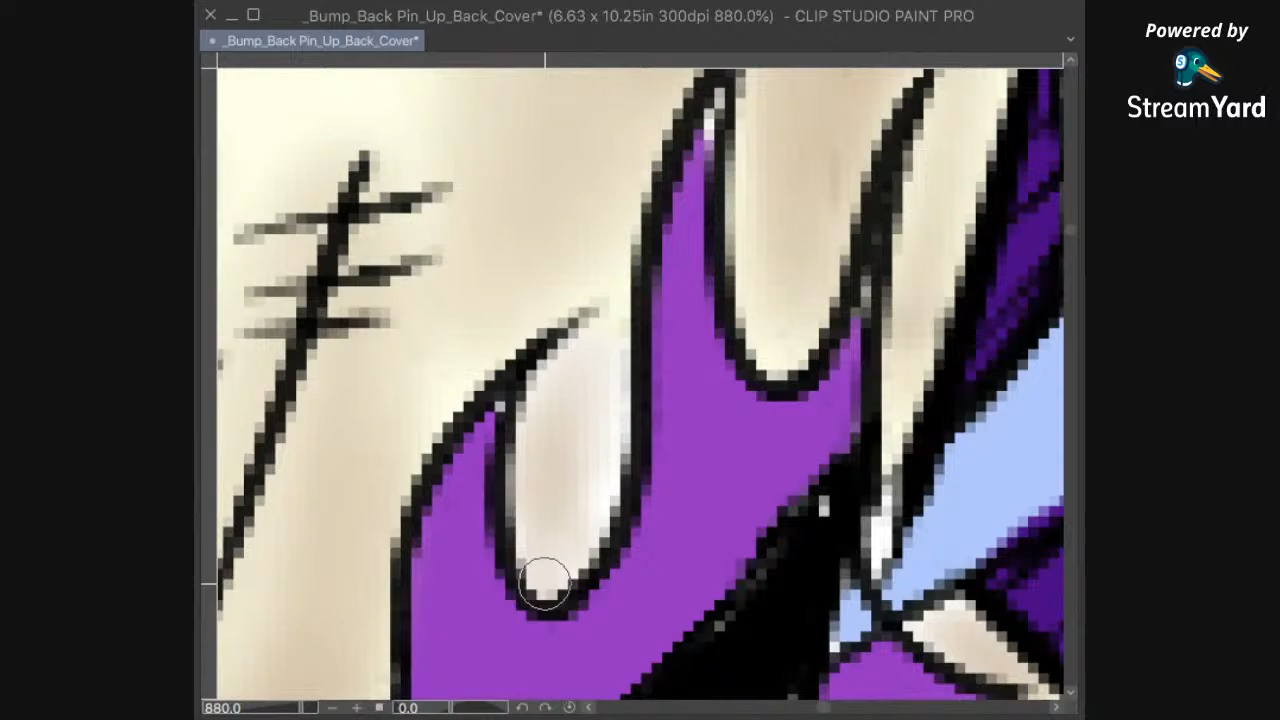 _Bump_Back Pin_Up_Back_Cover* (6.63 x 10.25in 300dpi 880.0%) - CLIP STUDIO PAINT PRO
_Bump_Back Pin_Up_Back_Cover*
Powered by
StreamYard
880.0
0.0